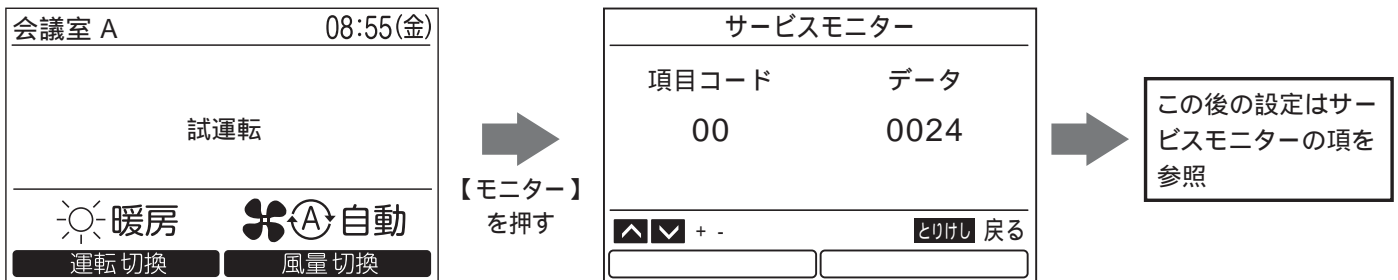 会議室 A 08:55(金)
試運転
暖房 A 自動
運転切換 風量切換
【モニター】
を押す
サービスモニター
項目コード データ
00 0024
+ - とりけし 戻る
この後の設定はサー
ビスモニターの項を
参照